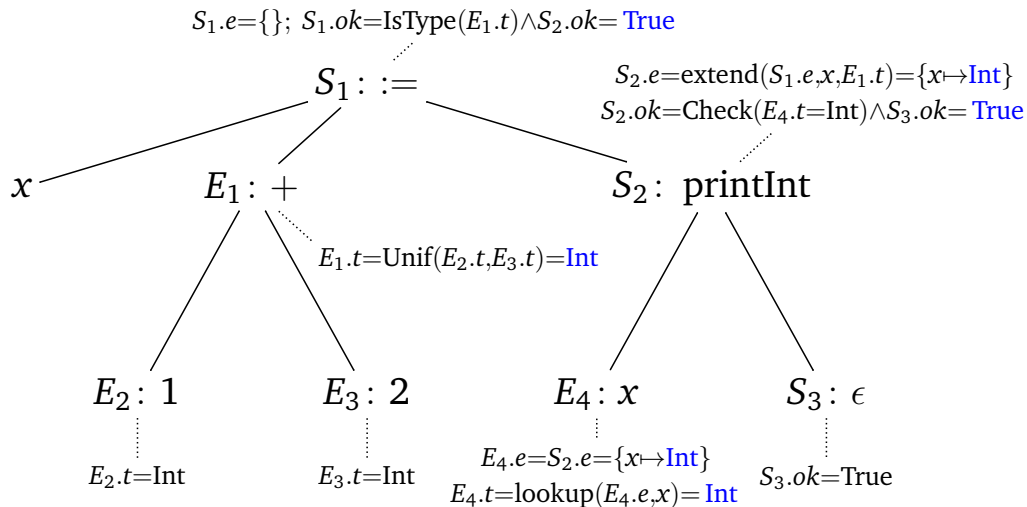 S₁.e={}; S₁.ok=IsType(E₁.t)∧S₂.ok= True
S₁: ::=
S₂.e=extend(S₁.e,x,E₁.t)={x↦Int}
S₂.ok=Check(E₄.t=Int)∧S₃.ok= True
x
E₁: +
S₂: printInt
E₁.t=Unif(E₂.t,E₃.t)=Int
E₂: 1
E₃: 2
E₄: x
S₃: ϵ
E₂.t=Int
E₃.t=Int
E₄.e=S₂.e={x↦Int}
E₄.t=lookup(E₄.e,x)= Int
S₃.ok=True